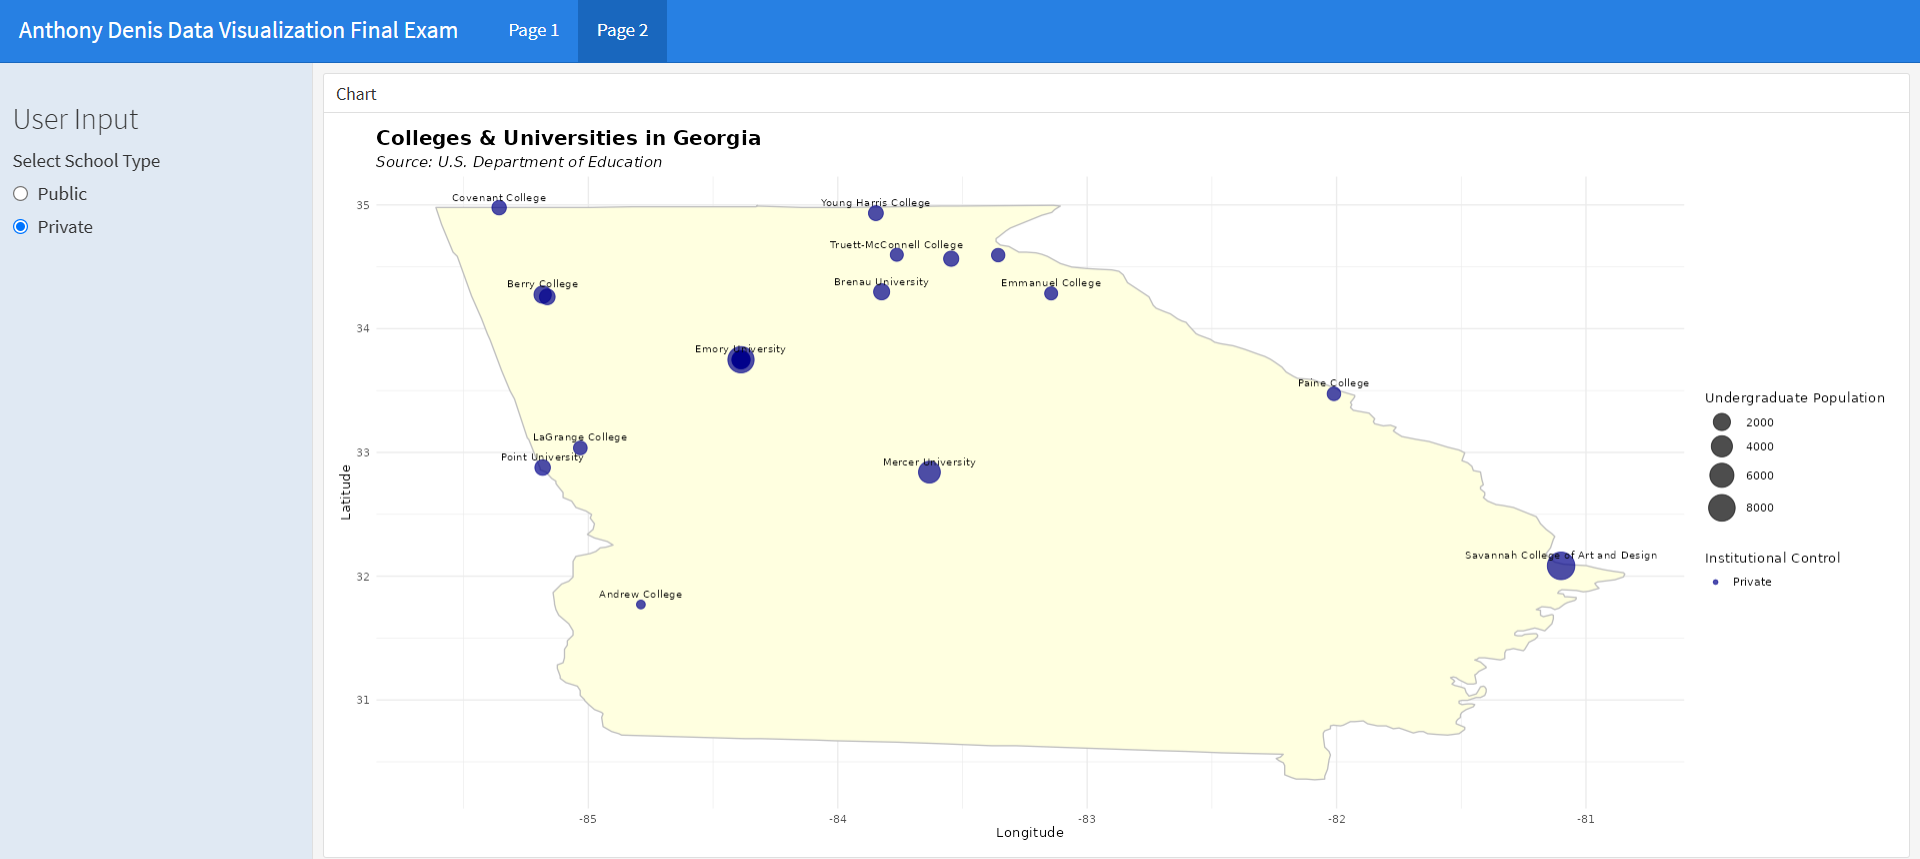 Anthony Denis Data Visualization Final Exam
Page 1
Page 2
User Input
Select School Type
Public
Private
Chart
Colleges & Universities in Georgia
Source: U.S. Department of Education
Covenant College
Young Harris College
Truett-McConnell College
Berry College
Brenau University
Emmanuel College
Emory University
Paine College
LaGrange College
Point University
Mercer University
Savannah College of Art and Design
Andrew College
35
34
33
32
31
Latitude
-85
-84
-83
-82
-81
Longitude
Undergraduate Population
2000
4000
6000
8000
Institutional Control
Private